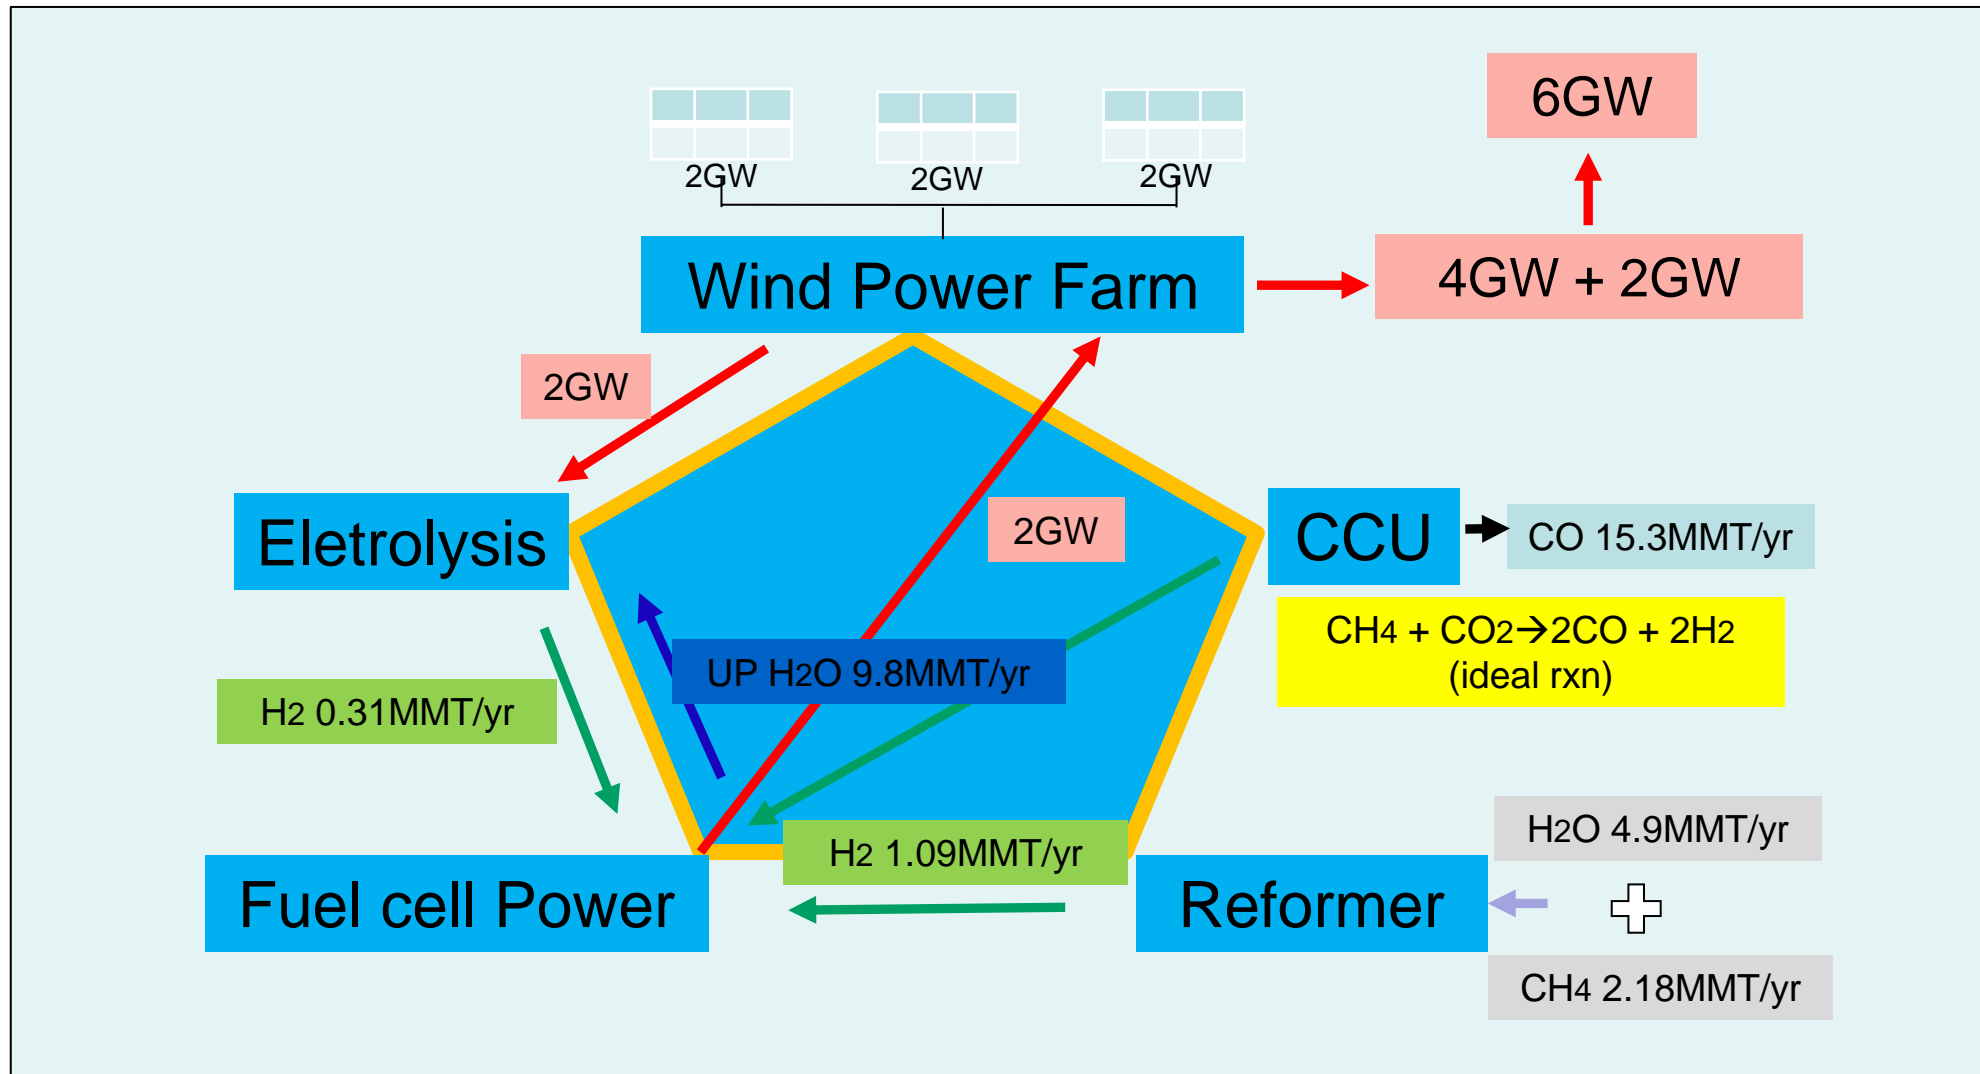 6GW
2GW
2GW
2GW
Wind Power Farm
4GW + 2GW
2GW
Eletrolysis
2GW
CCU
CO 15.3MMT/yr
CH4 + CO2→2CO + 2H2
(ideal rxn)
UP H2O 9.8MMT/yr
H2 0.31MMT/yr
H2 1.09MMT/yr
H2O 4.9MMT/yr
Fuel cell Power
Reformer
CH4 2.18MMT/yr